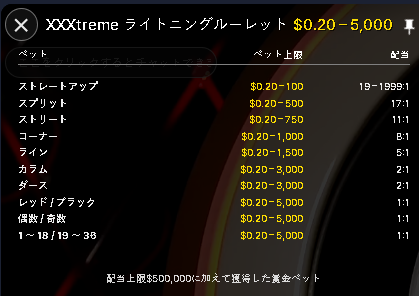 XXXtreme ライトニングルーレット $0.20-5,000
ベット ベット上限 配当
ストレートアップ $0.20-100 19-1999:1
スプリット $0.20-500 17:1
ストリート $0.20-750 11:1
コーナー $0.20-1,000 8:1
ライン $0.20-1,500 5:1
カラム $0.20-3,000 2:1
ダース $0.20-3,000 2:1
レッド/ブラック $0.20-5,000 1:1
偶数/奇数 $0.20-5,000 1:1
1~18/19~36 $0.20-5,000 1:1
配当上限$500,000に加えて獲得した賞金ベット